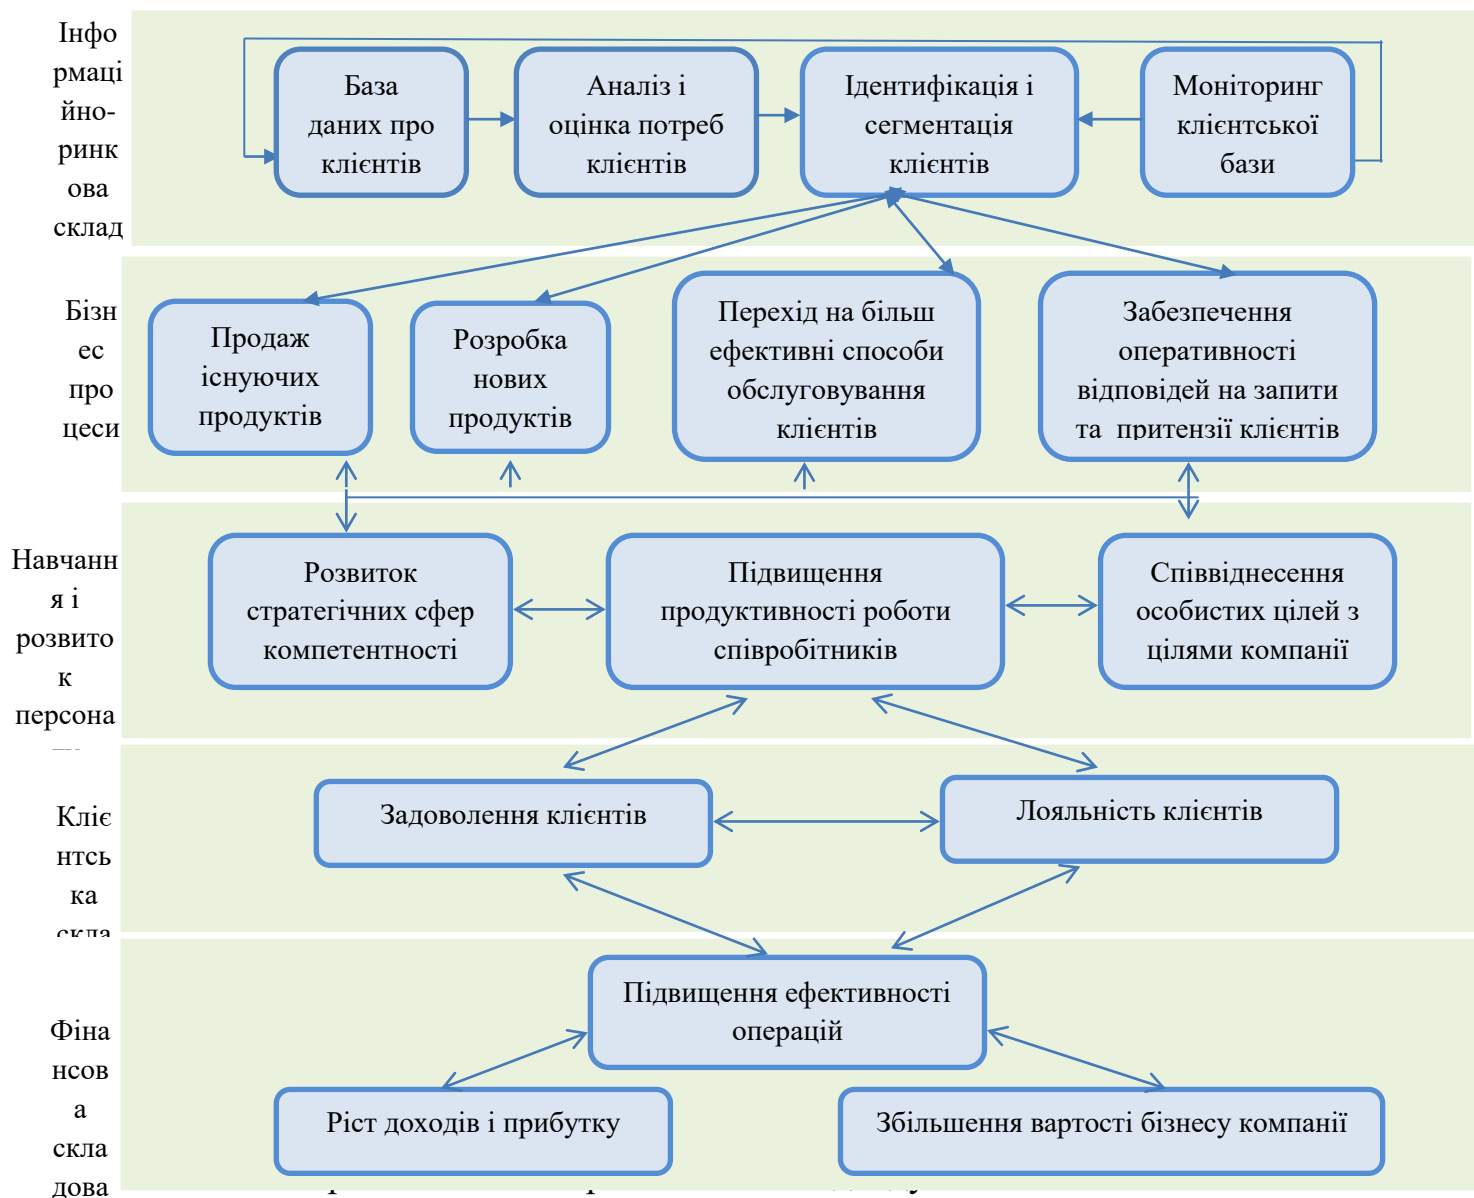 Інфо
рмаці
йно-
ринк
ова
склад
База
даних про
клієнтів
Аналіз і
оцінка потреб
клієнтів
Ідентифікація і
сегментація
клієнтів
Моніторинг
клієнтської
бази
Бізн
ес
про
цеси
Продаж
існуючих
продуктів
Розробка
нових
продуктів
Перехід на більш
ефективні способи
обслуговування
клієнтів
Забезпечення
оперативності
відповідей на запити
та притензії клієнтів
Навчанн
я і
розвито
к
персона
Розвиток
стратегічних сфер
компетентності
Підвищення
продуктивності роботи
співробітників
Співвіднесення
особистих цілей з
цілями компанії
Кліє
нтсь
ка
скла
Задоволення клієнтів
Лояльність клієнтів
Фіна
нсов
а
скла
дова
Підвищення ефективності
операцій
Ріст доходів і прибутку
Збільшення вартості бізнесу компанії